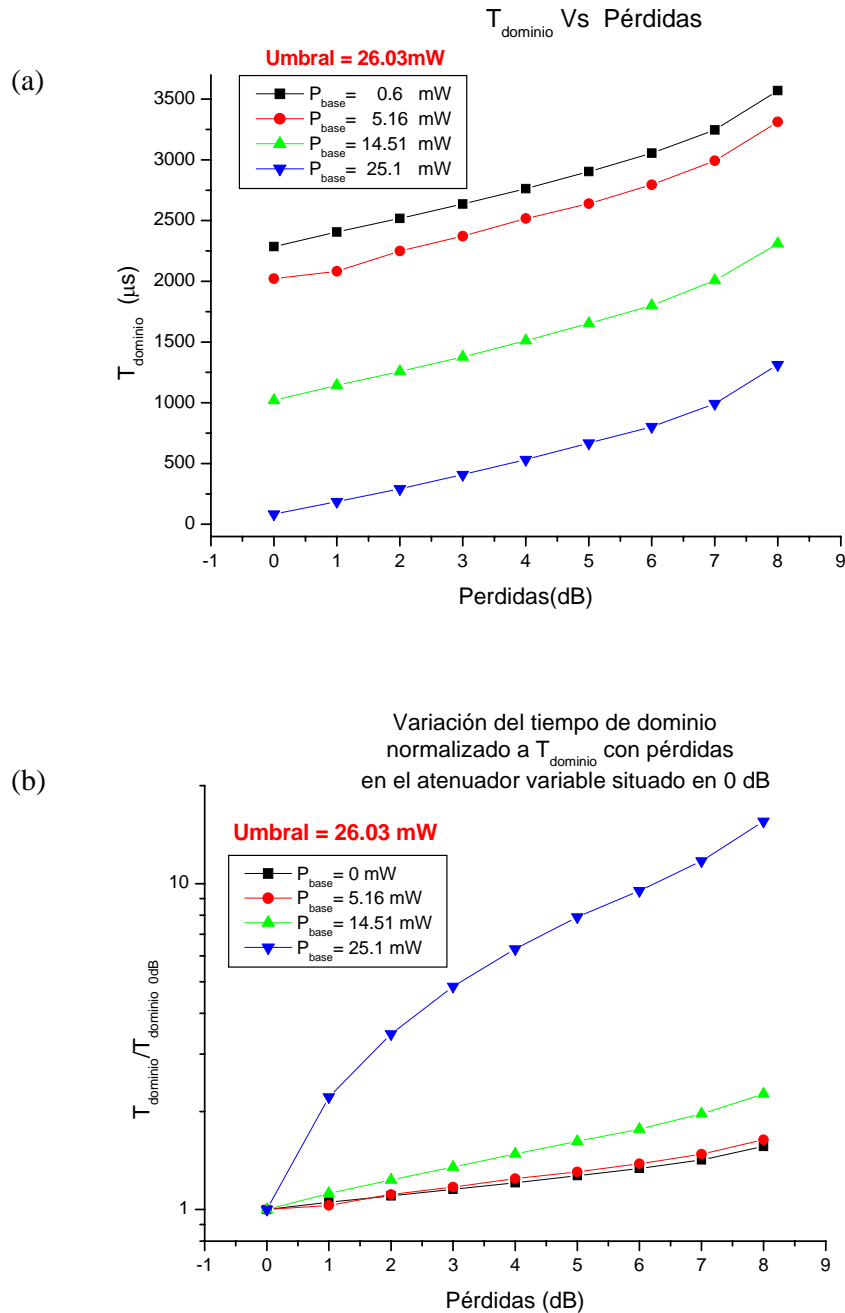 T_dominio Vs Pérdidas
(a)
Umbral = 26.03mW
P_base= 0.6 mW
P_base= 5.16 mW
P_base= 14.51 mW
P_base= 25.1 mW
3500
3000
2500
2000
1500
1000
500
0
T_dominio (μs)
-1 0 1 2 3 4 5 6 7 8 9
Perdidas(dB)
Variación del tiempo de dominio
normalizado a T_dominio con pérdidas
en el atenuador variable situado en 0 dB
(b)
Umbral = 26.03 mW
P_base= 0 mW
P_base= 5.16 mW
P_base= 14.51 mW
P_base= 25.1 mW
10
1
T_dominio/T_dominio 0dB
-1 0 1 2 3 4 5 6 7 8 9
Pérdidas (dB)